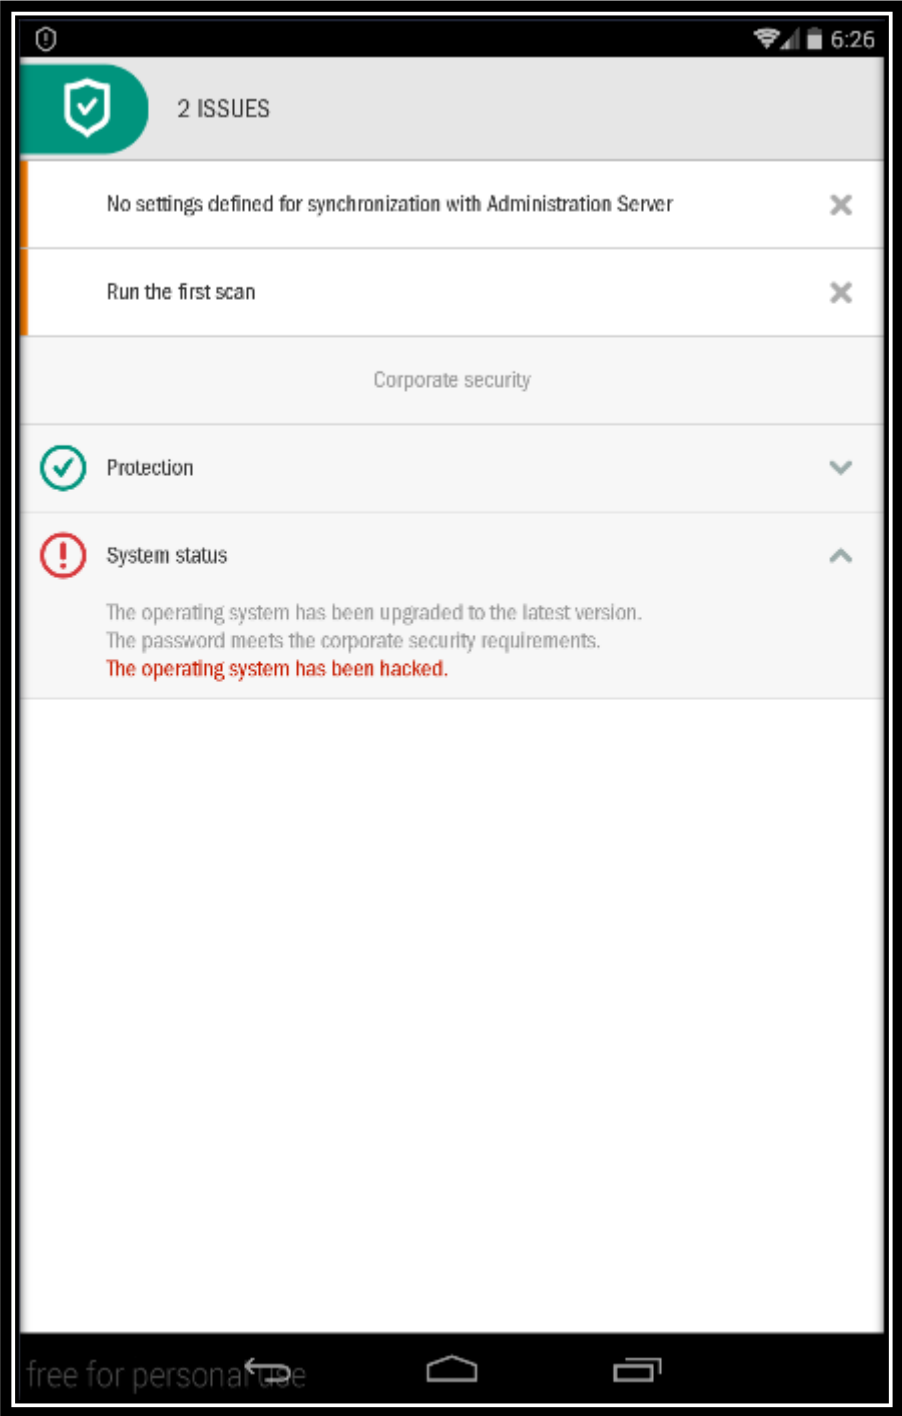 6:26
2 ISSUES
No settings defined for synchronization with Administration Server
Run the first scan
Corporate security
Protection
System status
The operating system has been upgraded to the latest version.
The password meets the corporate security requirements.
The operating system has been hacked.
free for personal use